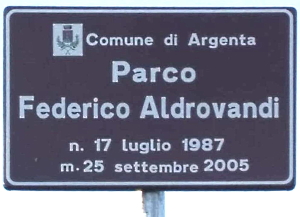 Comune di Argenta
Parco
Federico Aldrovandi
n. 17 luglio 1987
m. 25 settembre 2005